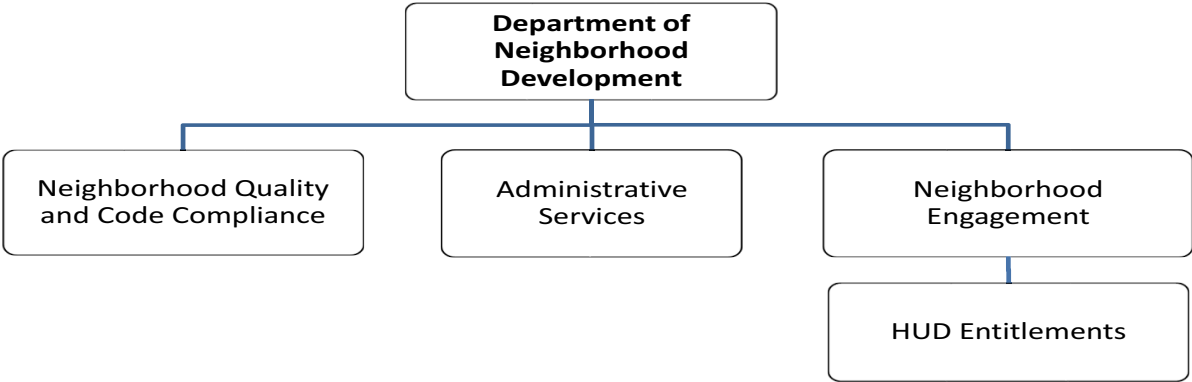 Department of
Neighborhood
Development
Neighborhood Quality
and Code Compliance
Administrative
Services
Neighborhood
Engagement
HUD Entitlements